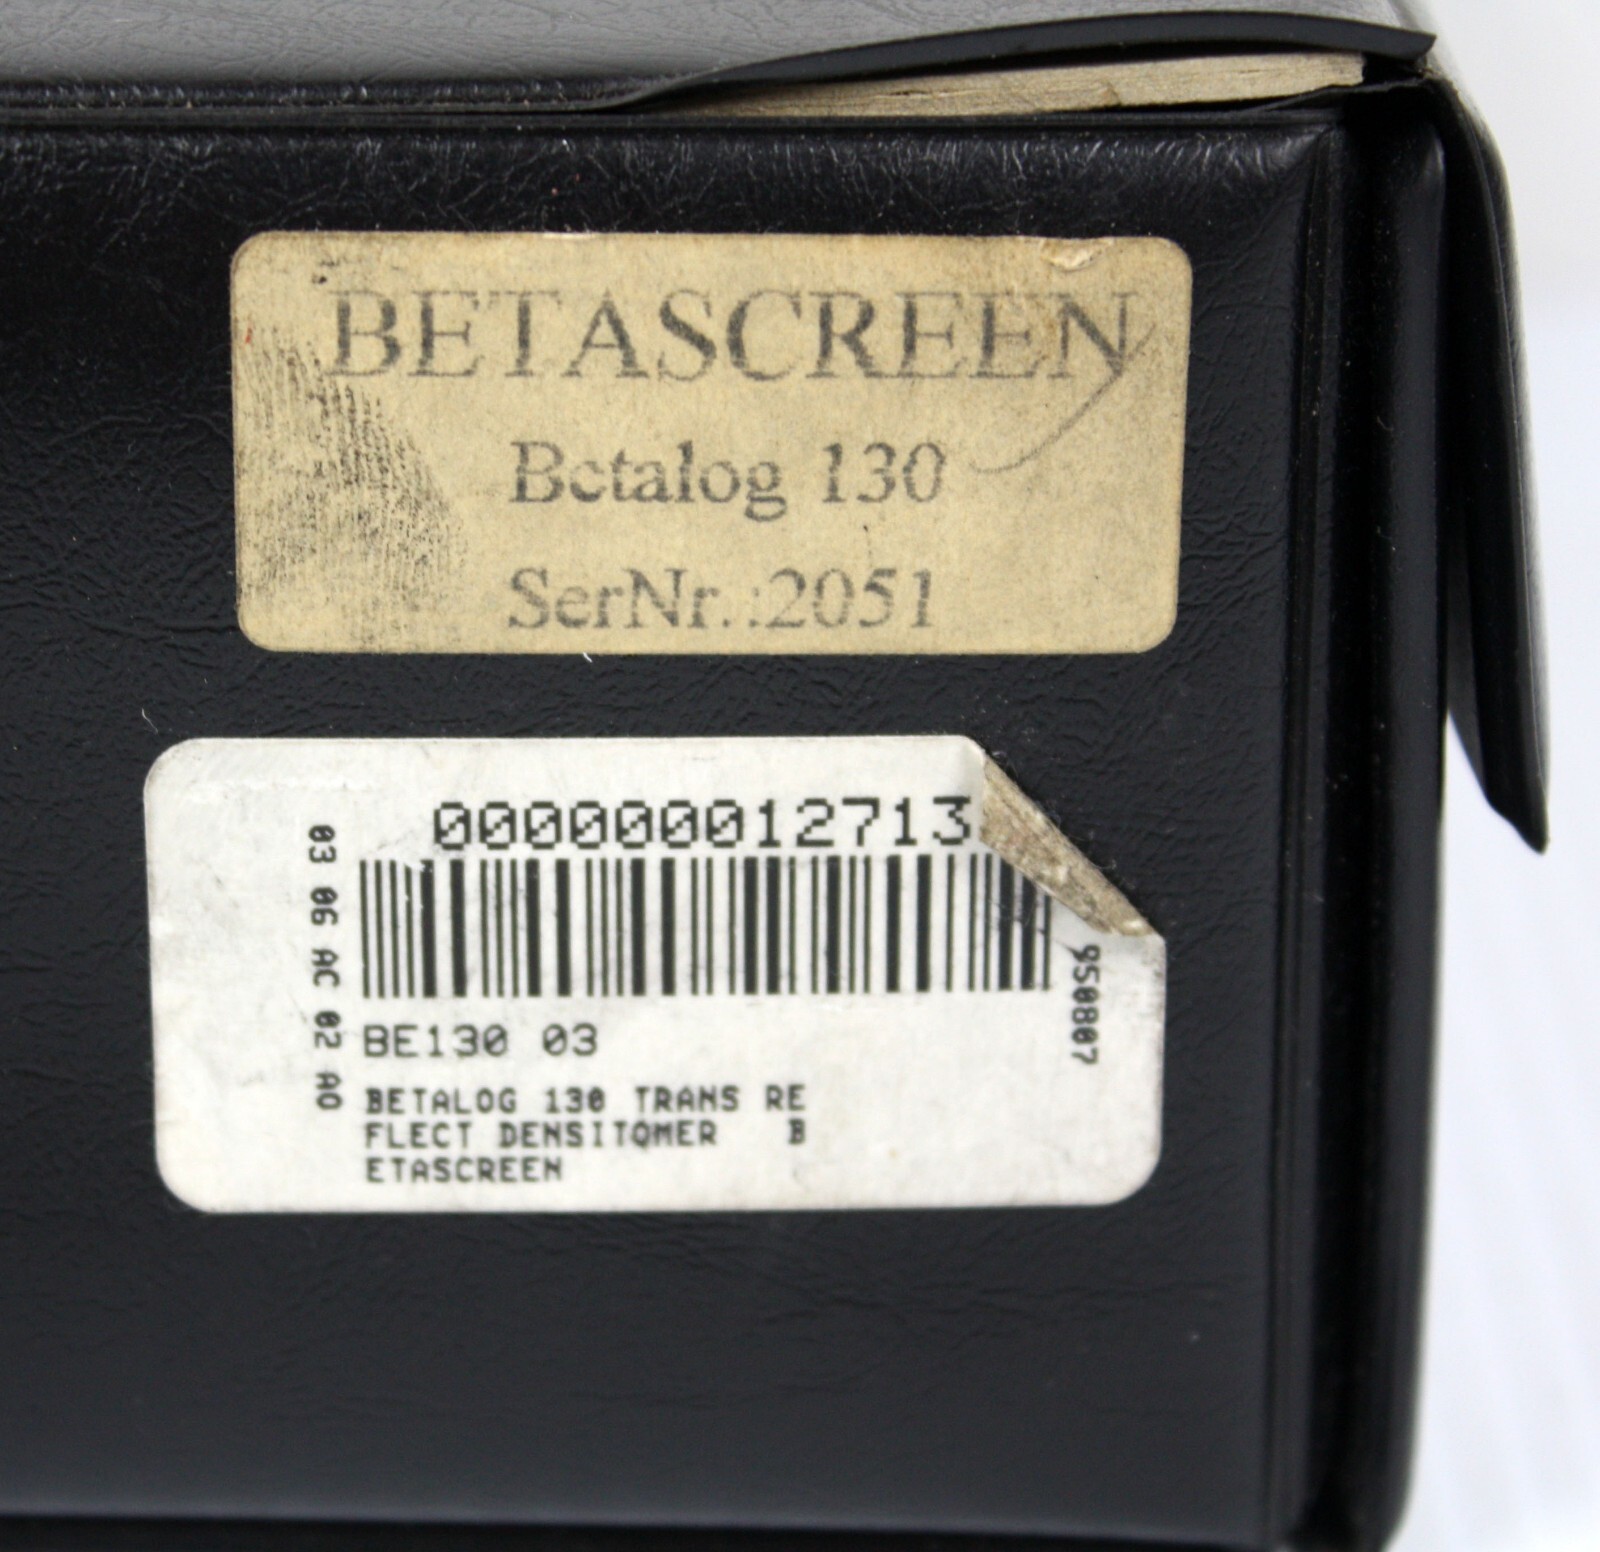 BETASCREEN
Betalog 130
SerNr.:2051
000000012713
03 06 AC 02 AO
950807
BE130 03
BETALOG 130 TRANS RE
FLECT DENSITOMER B
ETASCREEN